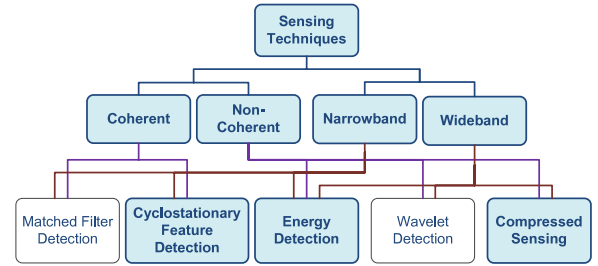 Sensing
Techniques
Coherent
Non-
Coherent
Narrowband
Wideband
Matched Filter
Detection
Cyclostationary
Feature
Detection
Energy
Detection
Wavelet
Detection
Compressed
Sensing